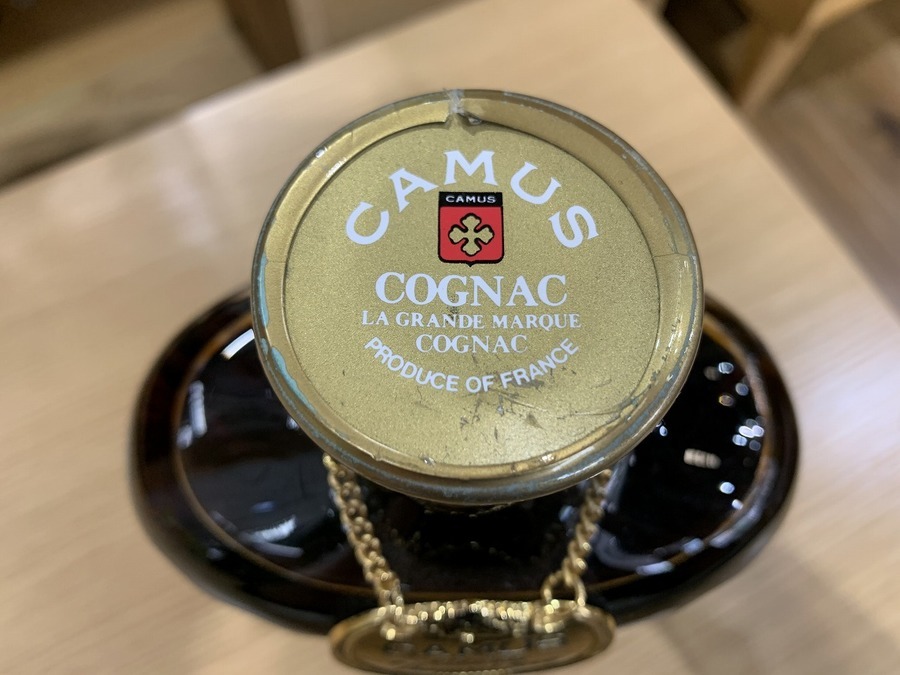 CAMUS
CAMUS
COGNAC
LA GRANDE MARQUE
COGNAC
PRODUCE OF FRANCE